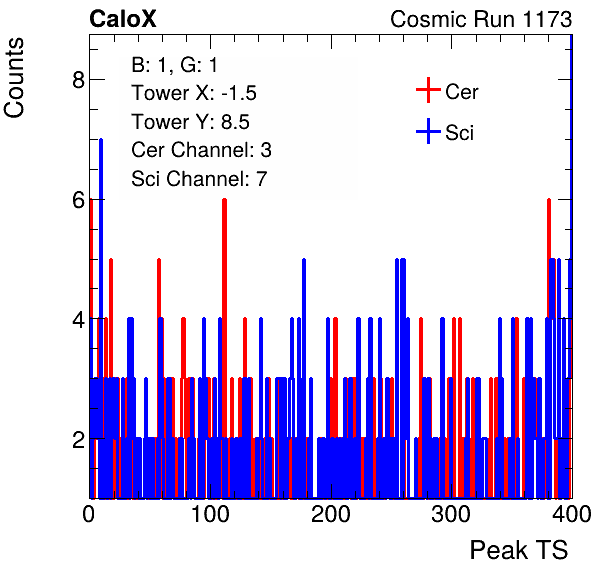 CaloX Cosmic Run 1173
Counts
B: 1, G: 1
Tower X: -1.5
Tower Y: 8.5
Cer Channel: 3
Sci Channel: 7
Cer
Sci
8
6
4
2
0 100 200 300 400
Peak TS